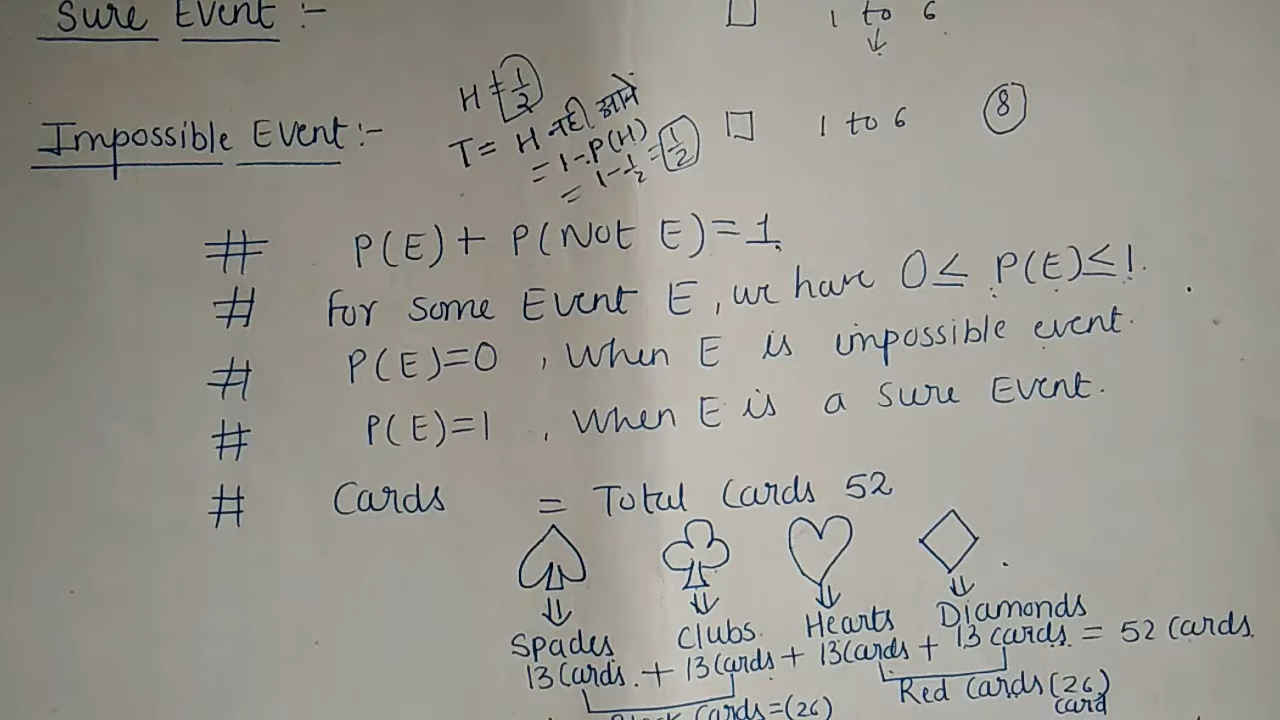 Sure Event :-
1 to 6
H = 1/2
T = H नही आने
= 1-P(H)
= 1-1/2 = 1/2
Impossible Event:-
1 to 6 8
# P(E) + P(Not E) = 1.
# For some Event E, we have 0 ≤ P(E) ≤ 1.
# P(E)=0 , When E is impossible event.
# P(E)=1 , When E is a sure Event.
# Cards = Total Cards 52
Spades Clubs. Hearts Diamonds
13 Cards. + 13 Cards + 13 Cards + 13 cards. = 52 Cards.
Red Cards (26)
card
Black Cards = (26)